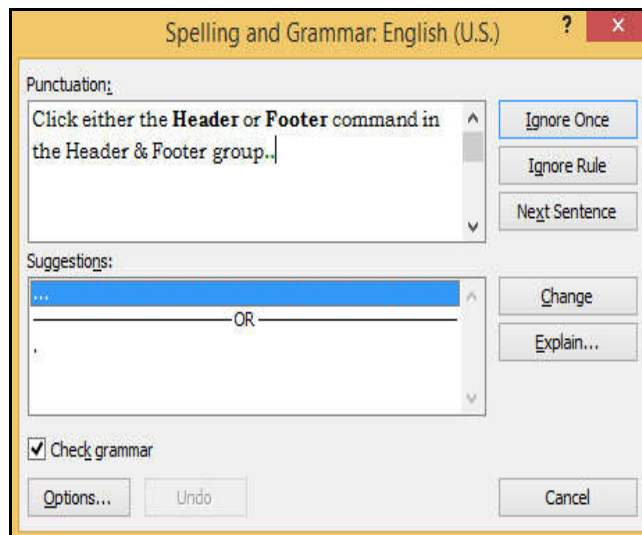 Spelling and Grammar: English (U.S.)
? x
Punctuation:
Click either the Header or Footer command in
the Header & Footer group..
Ignore Once
Ignore Rule
Next Sentence
Suggestions:
...
OR
.
Change
Explain...
Check grammar
Options...
Undo
Cancel